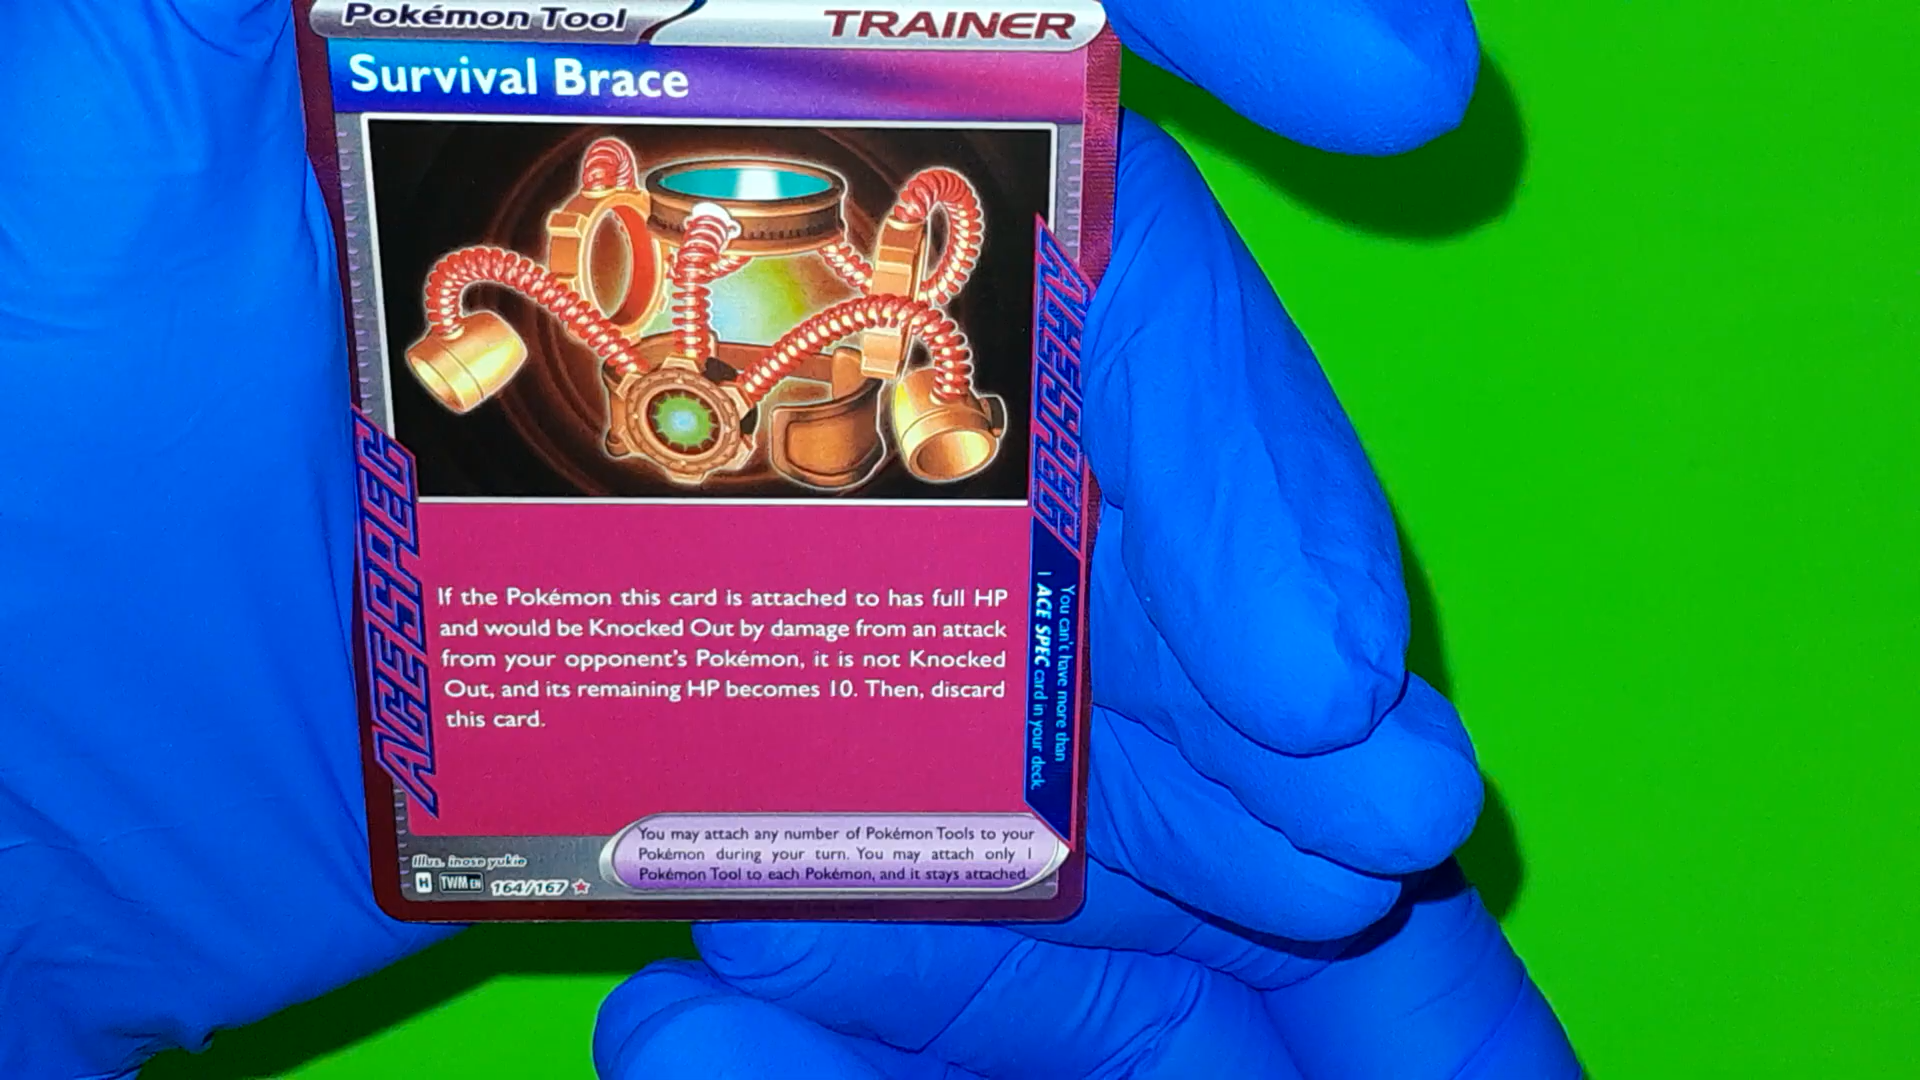 Pokémon Tool
TRAINER
Survival Brace
ACE SPEC
ACE SPEC
You can't have more than
1 ACE SPEC card in your deck.
If the Pokémon this card is attached to has full HP
and would be Knocked Out by damage from an attack
from your opponent's Pokémon, it is not Knocked
Out, and its remaining HP becomes 10. Then, discard
this card.
You may attach any number of Pokémon Tools to your
Pokémon during your turn. You may attach only 1
Pokémon Tool to each Pokémon, and it stays attached.
Illus. inose yukie
H TWM EN 164/167